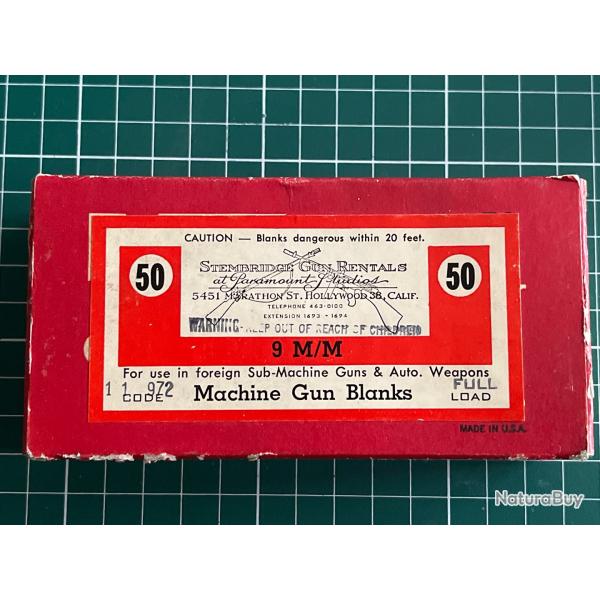 CAUTION — Blanks dangerous within 20 feet.
50
STEMBRIDGE GUN RENTALS
50
at Paramount Studios
5451 MARATHON ST. HOLLYWOOD 38, CALIF.
TELEPHONE 463-0100
EXTENSION 1693 - 1694
WARNING-KEEP OUT OF REACH OF CHILDREN
9 M/M
For use in foreign Sub-Machine Guns & Auto. Weapons
1 1 972 FULL
CODE Machine Gun Blanks LOAD
MADE IN U.S.A.
NaturaBuy